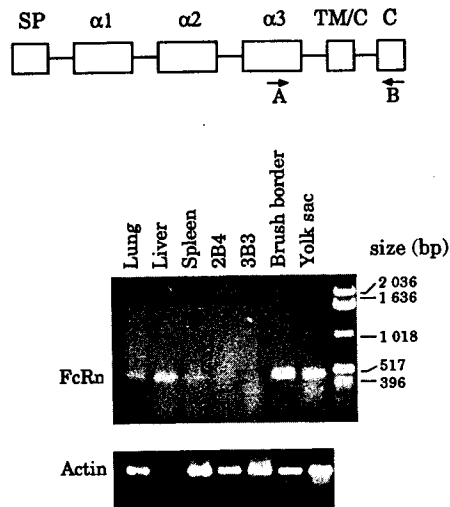 SP α1 α2 α3 TM/C C
A B
Lung Liver Spleen 2B4 3B3 Brush border Yolk sac size (bp)
2 036
1 636
1 018
517
FcRn
396
Actin